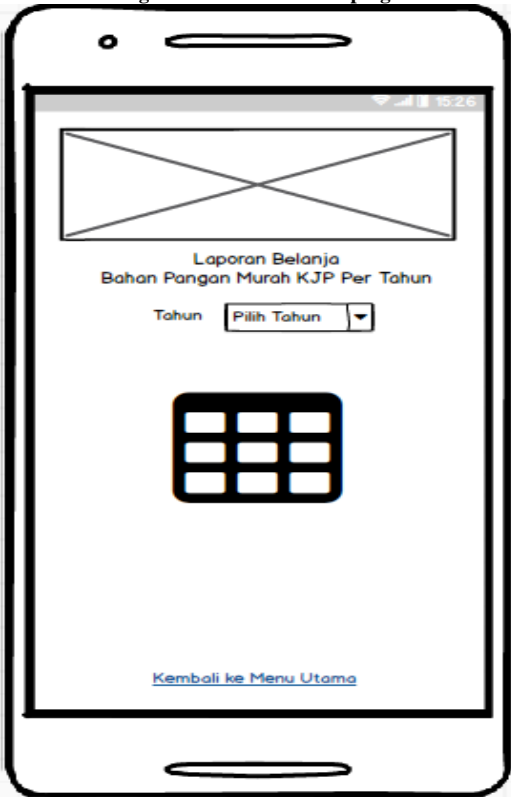 15:26
Laporan Belanja
Bahan Pangan Murah KJP Per Tahun
Tahun Pilih Tahun
Kembali ke Menu Utama